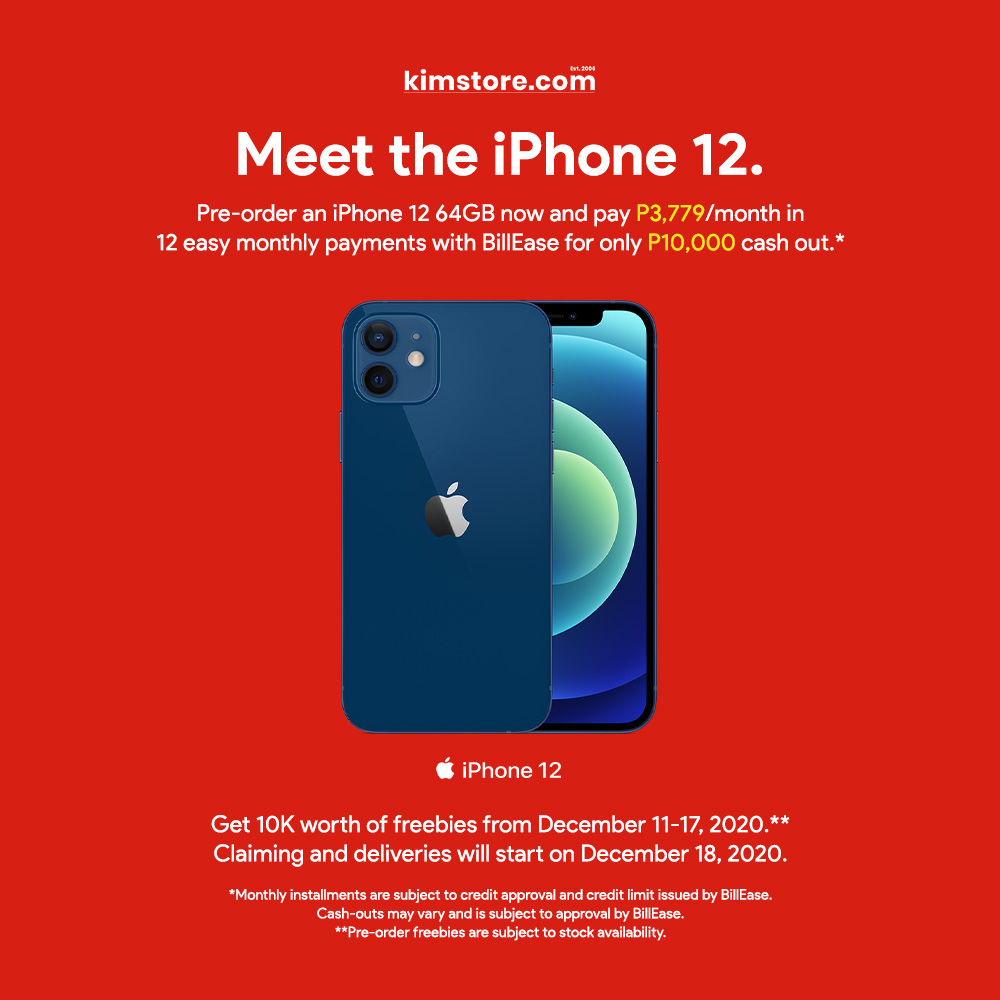 Est. 2006
kimstore.com
Meet the iPhone 12.
Pre-order an iPhone 12 64GB now and pay P3,779/month in
12 easy monthly payments with BillEase for only P10,000 cash out.*
iPhone 12
Get 10K worth of freebies from December 11-17, 2020.**
Claiming and deliveries will start on December 18, 2020.
*Monthly installments are subject to credit approval and credit limit issued by BillEase.
Cash-outs may vary and is subject to approval by BillEase.
**Pre-order freebies are subject to stock availability.